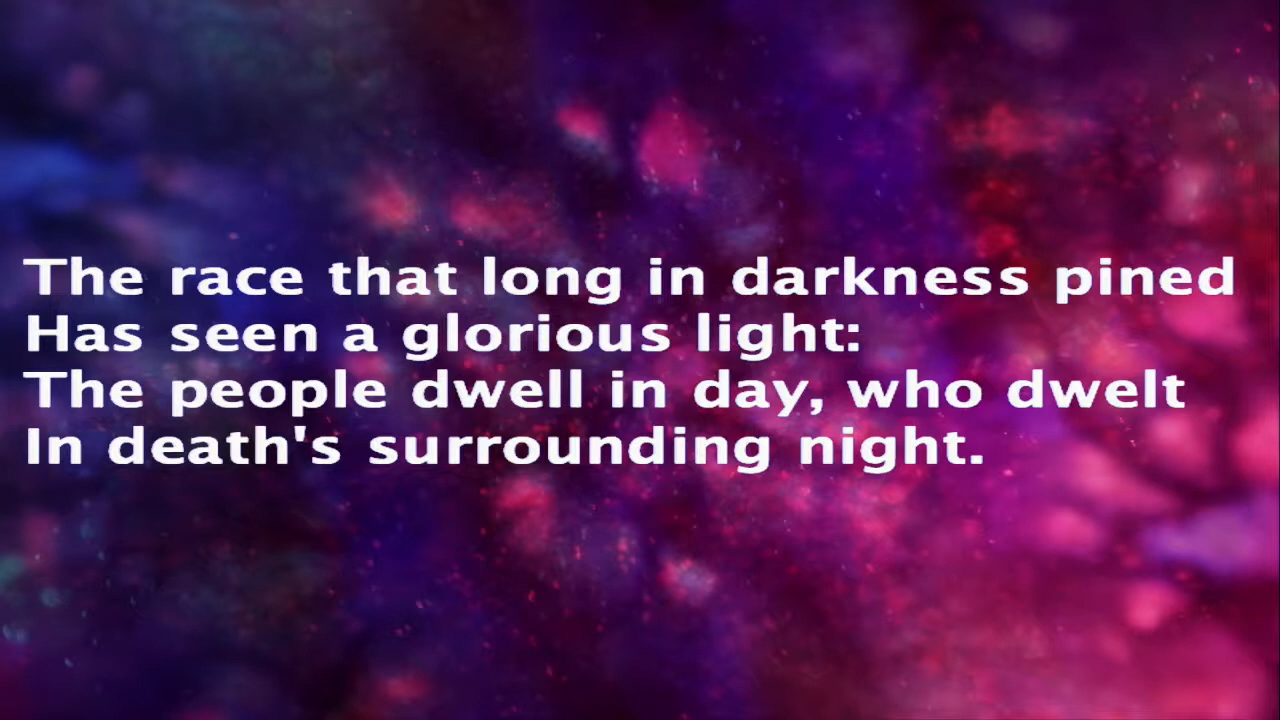 The race that long in darkness pined
Has seen a glorious light:
The people dwell in day, who dwelt
In death's surrounding night.